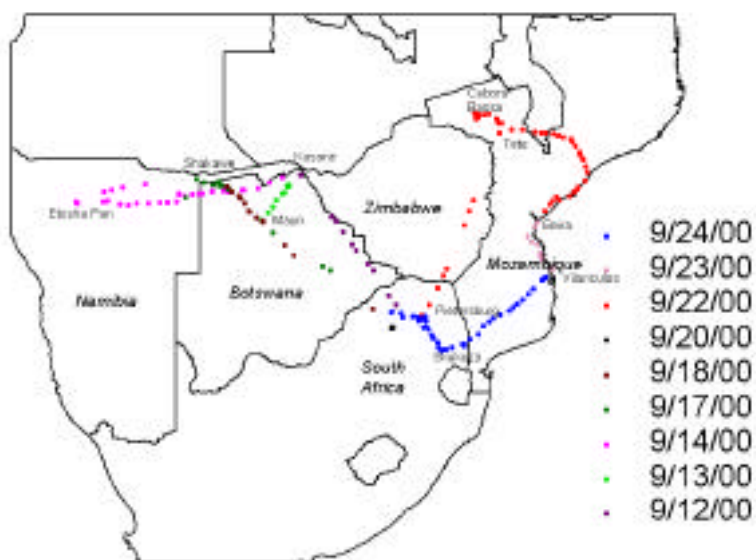 Cabora
Bassa
Tete
Shakawe
Kasane
Etosha Pan
Maun
Zimbabwe
Beira
Mozambique
Vilanculos
Namibia
Botswana
Pietersburg
South
Africa
9/24/00
9/23/00
9/22/00
9/20/00
9/18/00
9/17/00
9/14/00
9/13/00
9/12/00